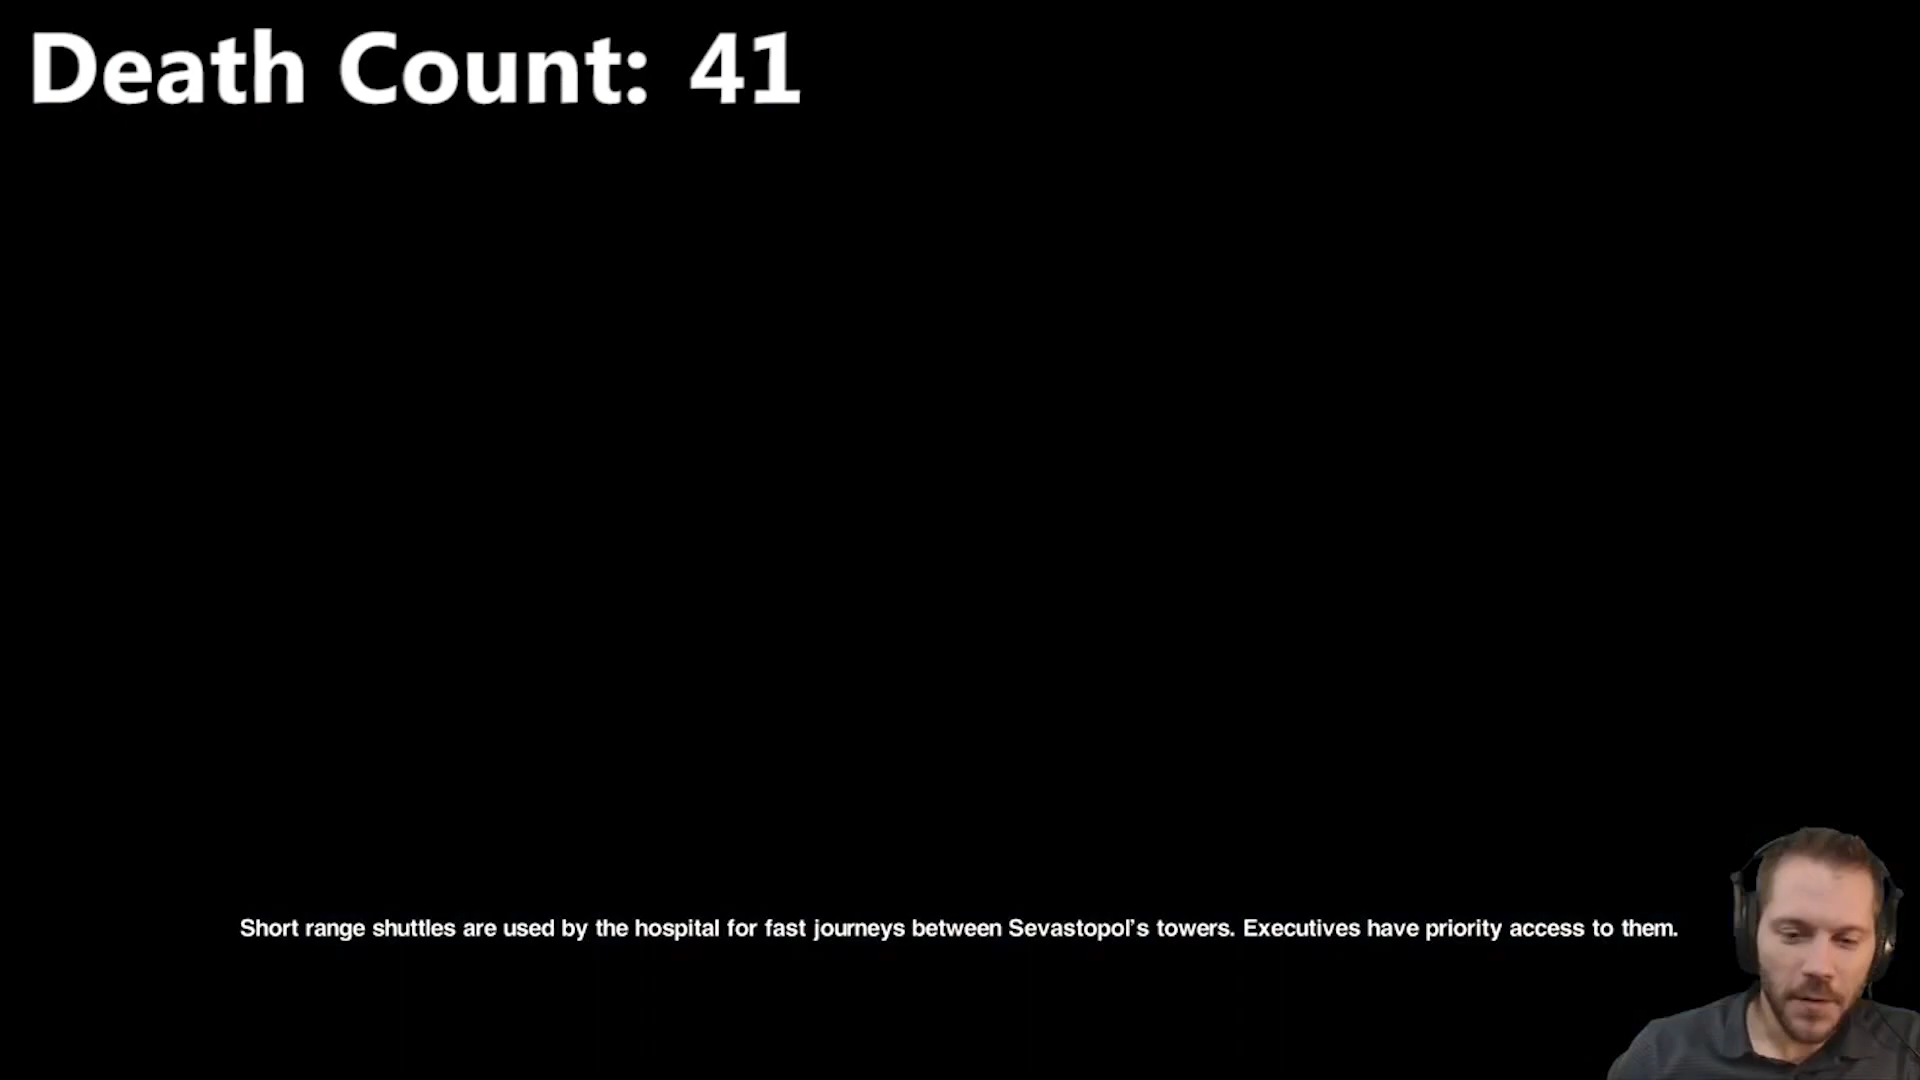 Death Count: 41
Short range shuttles are used by the hospital for fast journeys between Sevastopol's towers. Executives have priority access to them.